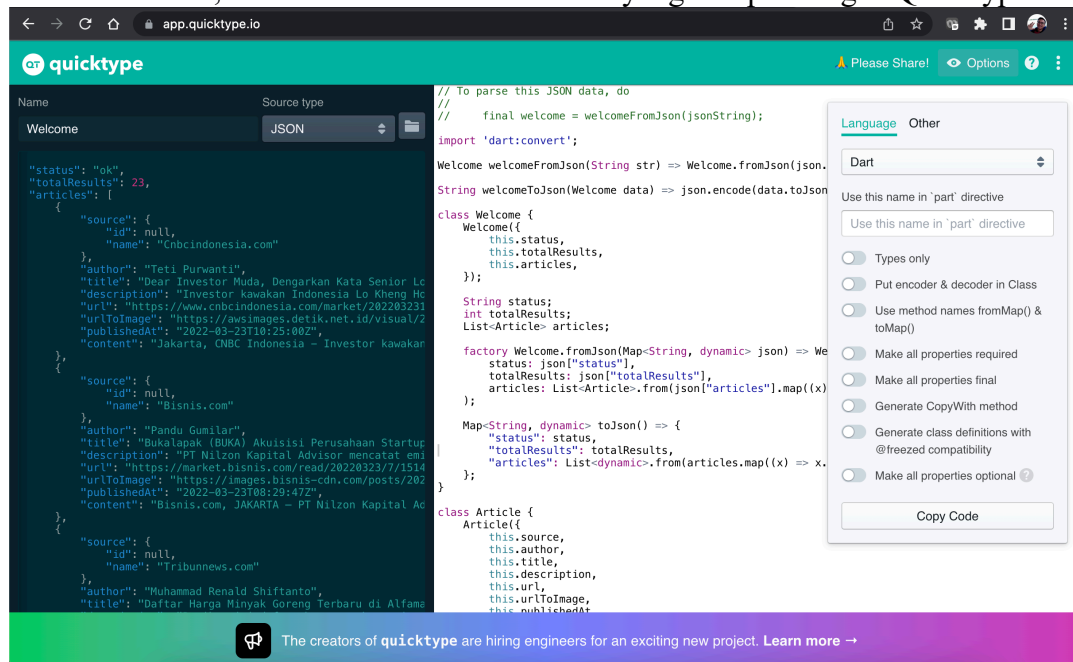 app.quicktype.io
quicktype
Please Share!
Options
Name
Source type
Welcome
JSON
"status": "ok",
"totalResults": 23,
"articles": [
{
"source": {
"id": null,
"name": "Cnbcindonesia.com"
},
"author": "Teti Purwanti",
"title": "Dear Investor Muda, Dengarkan Kata Senior Lo
"description": "Investor kawakan Indonesia Lo Kheng Ho
"url": "https://www.cnbcindonesia.com/market/202203231
"urlToImage": "https://awsimages.detik.net.id/visual/2
"publishedAt": "2022-03-23T10:25:00Z",
"content": "Jakarta, CNBC Indonesia – Investor kawakan
},
{
"source": {
"id": null,
"name": "Bisnis.com"
},
"author": "Pandu Gumilar",
"title": "Bukalapak (BUKA) Akuisisi Perusahaan Startup
"description": "PT Nilzon Kapital Advisor mencatat emi
"url": "https://market.bisnis.com/read/20220323/7/1514
"urlToImage": "https://images.bisnis-cdn.com/posts/202
"publishedAt": "2022-03-23T08:29:47Z",
"content": "Bisnis.com, JAKARTA – PT Nilzon Kapital Ad
},
{
"source": {
"id": null,
"name": "Tribunnews.com"
},
"author": "Muhammad Renald Shiftanto",
"title": "Daftar Harga Minyak Goreng Terbaru di Alfama
// To parse this JSON data, do
//
// final welcome = welcomeFromJson(jsonString);
import 'dart:convert';
Welcome welcomeFromJson(String str) => Welcome.fromJson(json.
String welcomeToJson(Welcome data) => json.encode(data.toJson
class Welcome {
Welcome({
this.status,
this.totalResults,
this.articles,
});
String status;
int totalResults;
List<Article> articles;
factory Welcome.fromJson(Map<String, dynamic> json) => We
status: json["status"],
totalResults: json["totalResults"],
articles: List<Article>.from(json["articles"].map((x)
);
Map<String, dynamic> toJson() => {
"status": status,
"totalResults": totalResults,
"articles": List<dynamic>.from(articles.map((x) => x.
};
}
class Article {
Article({
this.source,
this.author,
this.title,
this.description,
this.url,
this.urlToImage,
this.publishedAt
Language Other
Dart
Use this name in `part` directive
Use this name in `part` directive
Types only
Put encoder & decoder in Class
Use method names fromMap() &
toMap()
Make all properties required
Make all properties final
Generate CopyWith method
Generate class definitions with
@freezed compatibility
Make all properties optional ?
Copy Code
The creators of quicktype are hiring engineers for an exciting new project. Learn more →